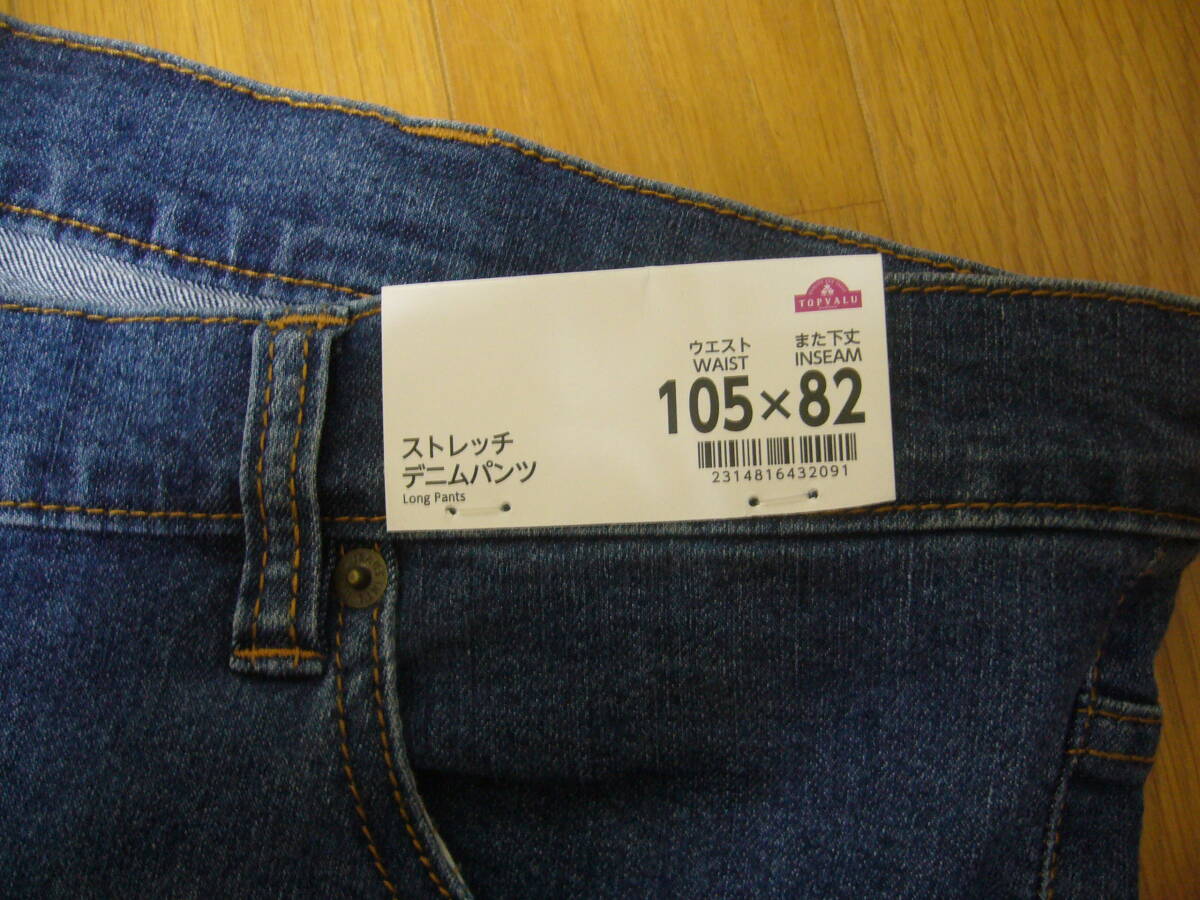 TOPVALU
ウエスト
WAIST
また下丈
INSEAM
105×82
2314816432091
ストレッチ
デニムパンツ
Long Pants